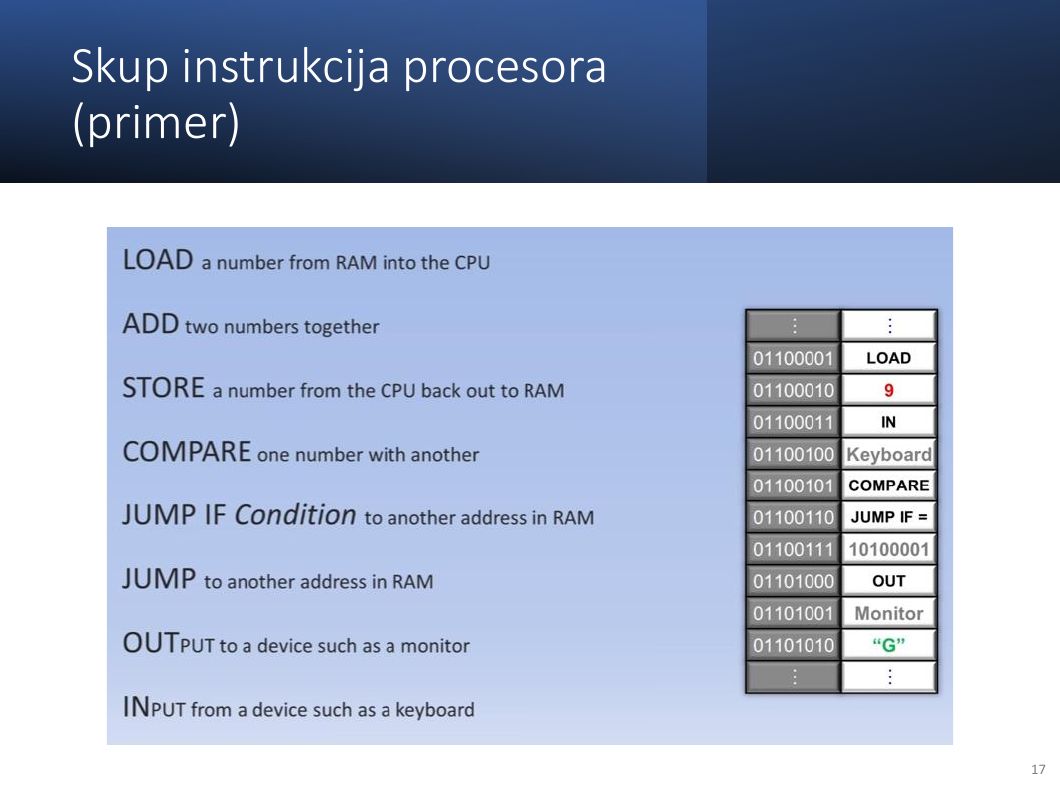 Skup instrukcija procesora
(primer)
LOAD a number from RAM into the CPU
ADD two numbers together
STORE a number from the CPU back out to RAM
COMPARE one number with another
JUMP IF Condition to another address in RAM
JUMP to another address in RAM
OUTPUT to a device such as a monitor
INPUT from a device such as a keyboard
⋮ ⋮
01100001 LOAD
01100010 9
01100011 IN
01100100 Keyboard
01100101 COMPARE
01100110 JUMP IF =
01100111 10100001
01101000 OUT
01101001 Monitor
01101010 “G”
⋮ ⋮
17